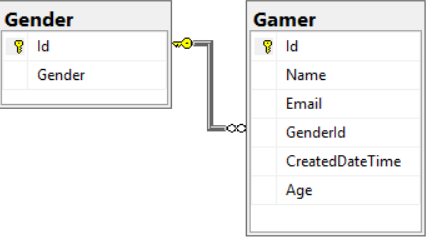 Gender
Id
Gender
Gamer
Id
Name
Email
GenderId
CreatedDateTime
Age